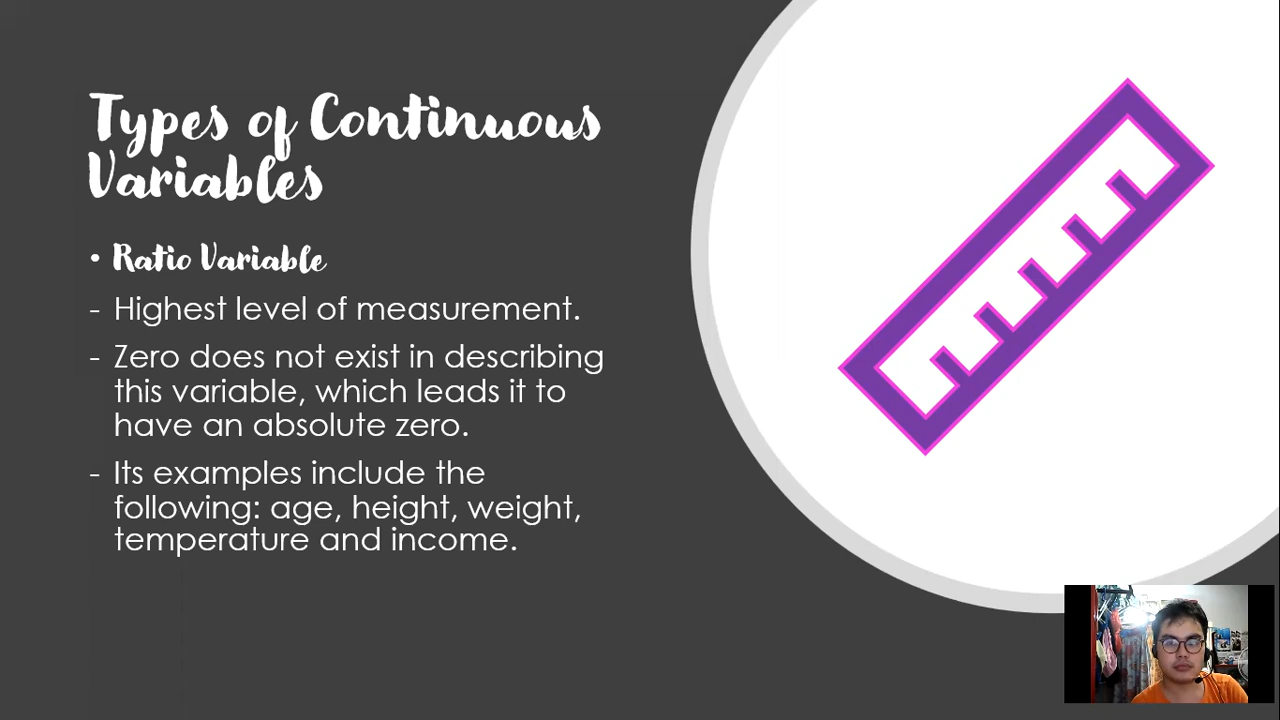 Types of Continuous
Variables
• Ratio Variable
- Highest level of measurement.
- Zero does not exist in describing
this variable, which leads it to
have an absolute zero.
- Its examples include the
following: age, height, weight,
temperature and income.